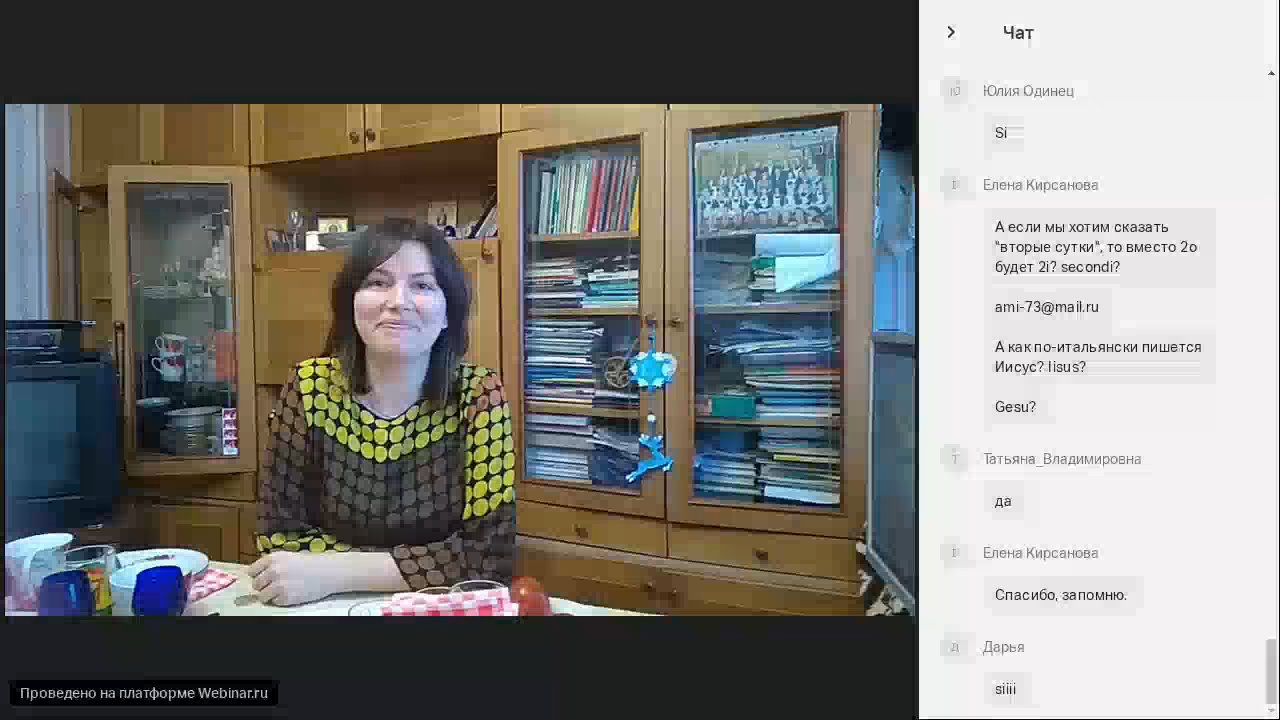 Чат
Юлия Одинец
Si
Елена Кирсанова
А если мы хотим сказать
"вторые сутки", то вместо 2o
будет 2i? secondi?
ami-73@mail.ru
А как по-итальянски пишется
Иисус? Iisus?
Gesu?
Татьяна_Владимировна
да
Елена Кирсанова
Спасибо, запомню.
Дарья
siiii
Проведено на платформе Webinar.ru